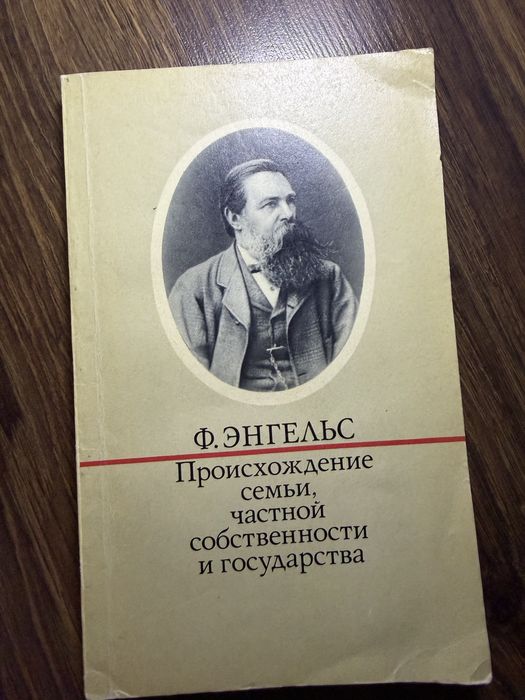 Ф. ЭНГЕЛЬС
Происхождение
семьи,
частной
собственности
и государства